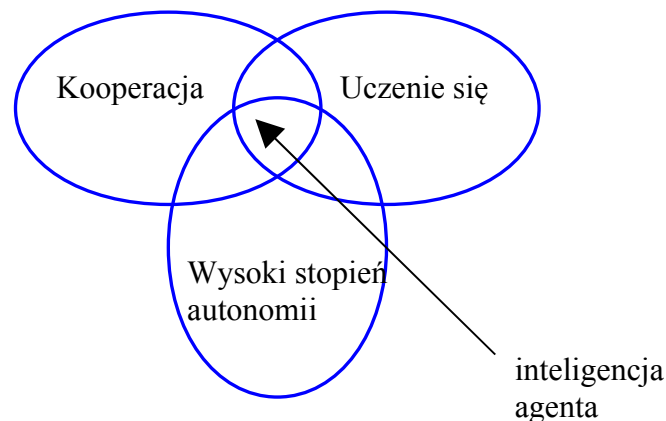 Kooperacja
Uczenie się
Wysoki stopień
autonomii
inteligencja
agenta